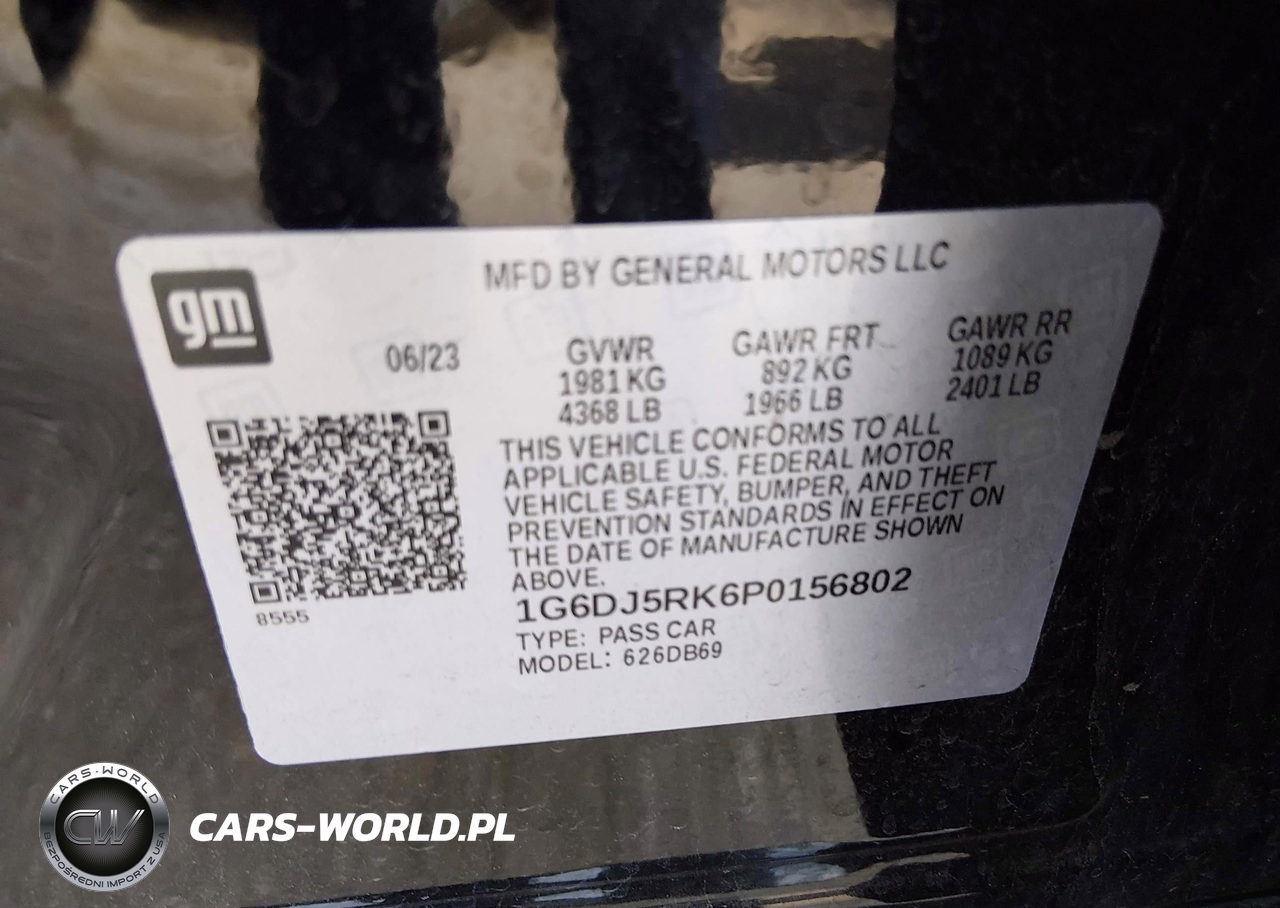 MFD BY GENERAL MOTORS LLC
gm
06/23
GVWR
1981 KG
4368 LB
GAWR FRT
892 KG
1966 LB
GAWR RR
1089 KG
2401 LB
THIS VEHICLE CONFORMS TO ALL
APPLICABLE U.S. FEDERAL MOTOR
VEHICLE SAFETY, BUMPER, AND THEFT
PREVENTION STANDARDS IN EFFECT ON
THE DATE OF MANUFACTURE SHOWN
ABOVE.
8555
1G6DJ5RK6P0156802
TYPE: PASS CAR
MODEL: 626DB69
CARS-WORLD
CW
BEZPOŚREDNI IMPORT Z USA
CARS-WORLD.PL